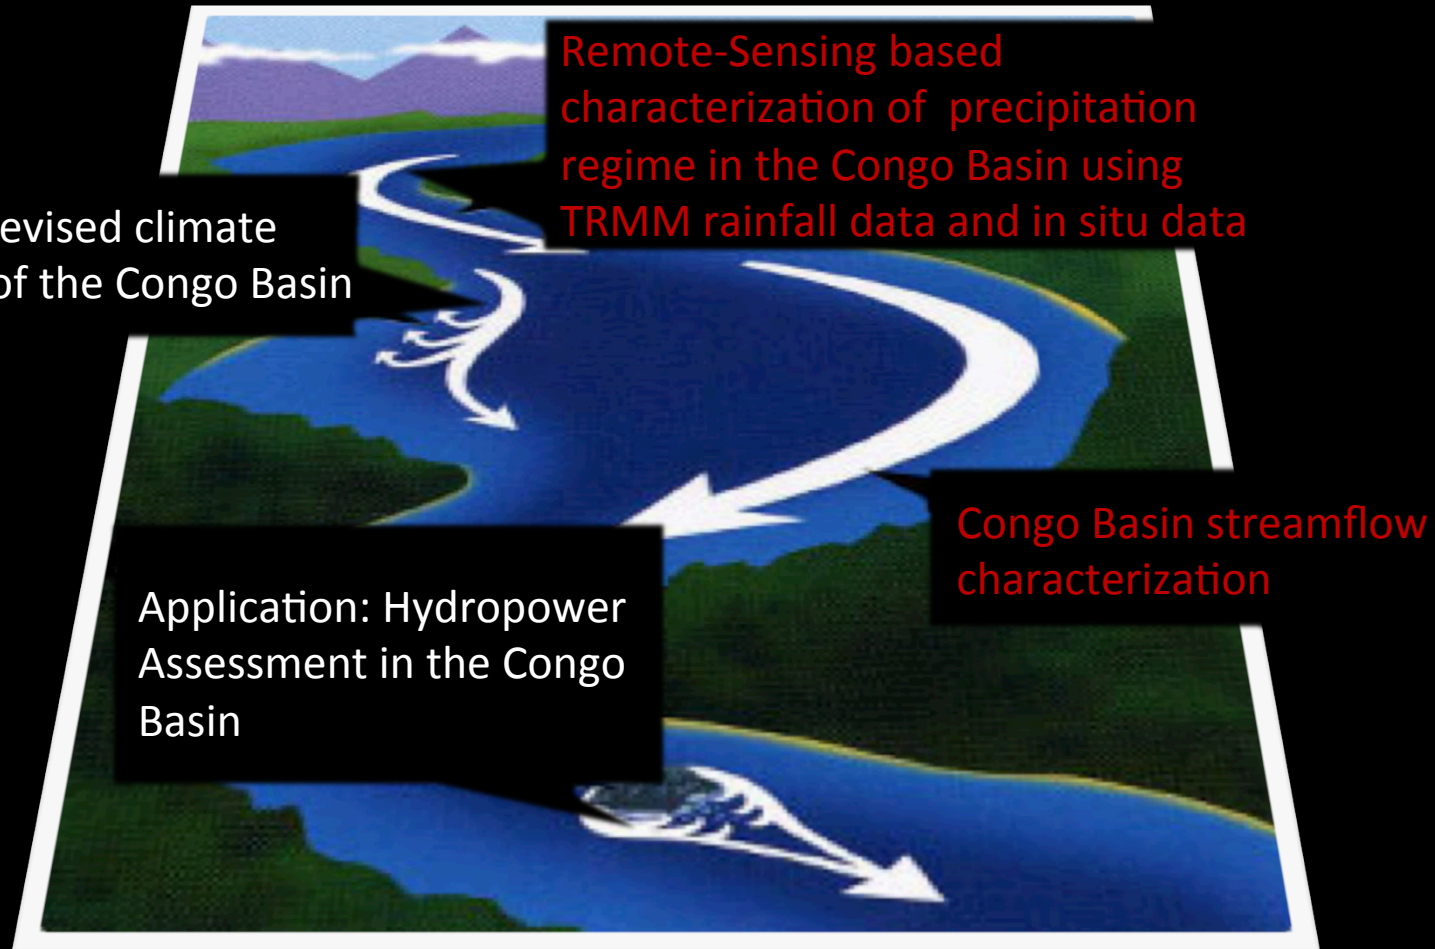 Remote-Sensing based
characterization of precipitation
regime in the Congo Basin using
TRMM rainfall data and in situ data
evised climate
of the Congo Basin
Congo Basin streamflow
characterization
Application: Hydropower
Assessment in the Congo
Basin